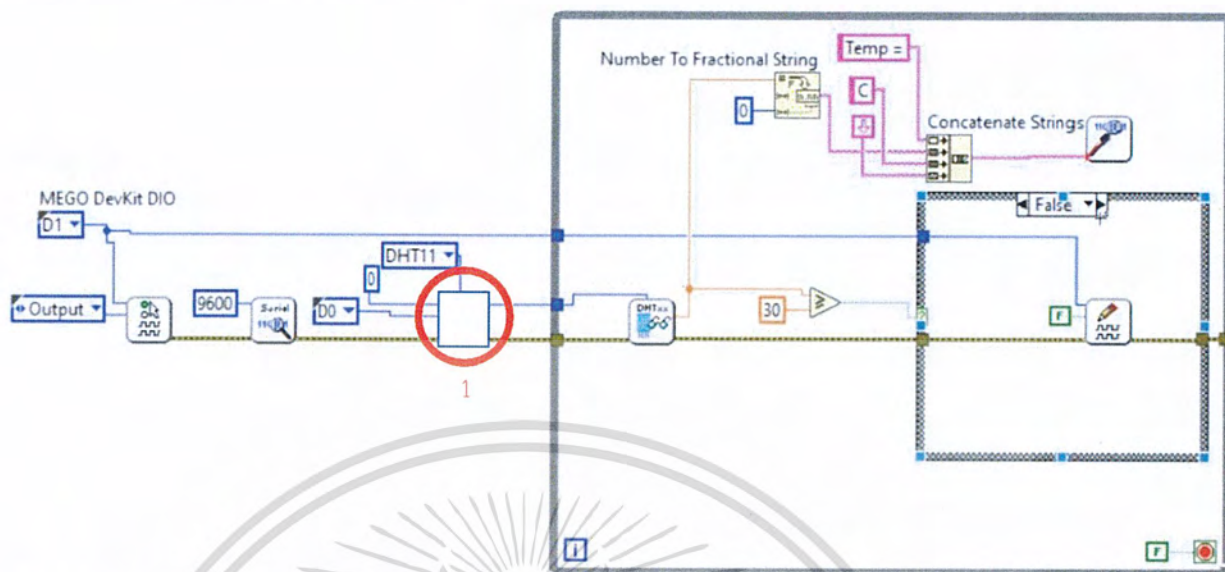 Number To Fractional String
Temp =
C
0
Concatenate Strings
MEGO DevKit DIO
D1
False
DHT11
0
Output
9600
Serial
D0
DHTxx
30
F
1
i
F